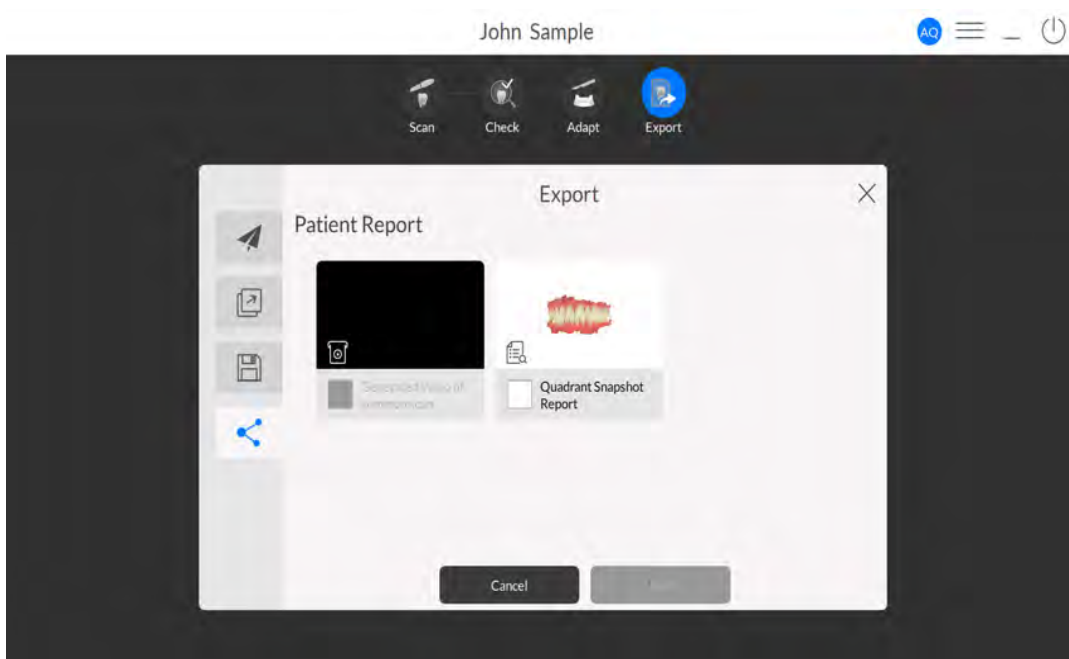 John Sample
AQ
Scan
Check
Adapt
Export
Export
Patient Report
Quadrant Snapshot
Report
Cancel